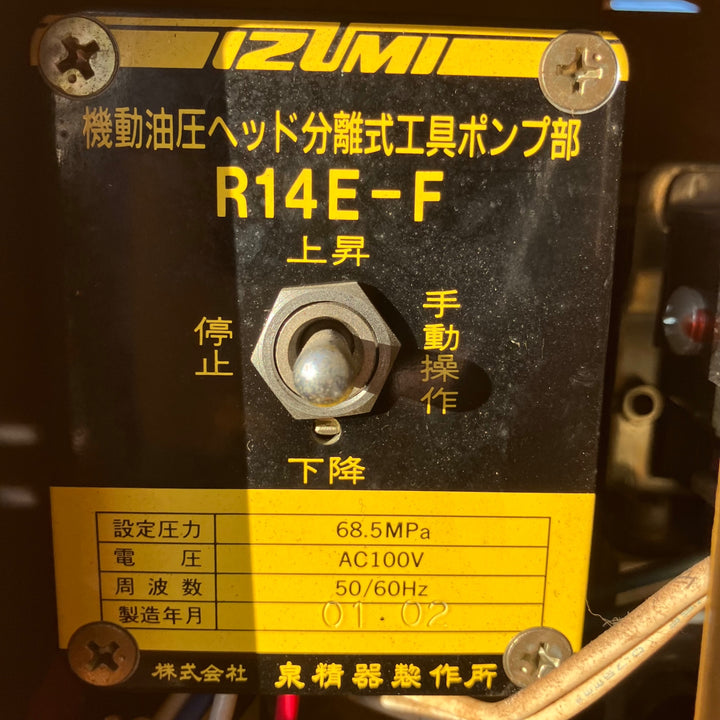 IZUMI
機動油圧ヘッド分離式工具ポンプ部
R14E-F
上昇
停止
手動操作
下降
設定圧力 68.5MPa
電圧 AC100V
周波数 50/60Hz
製造年月 01.02
株式会社 泉精器製作所